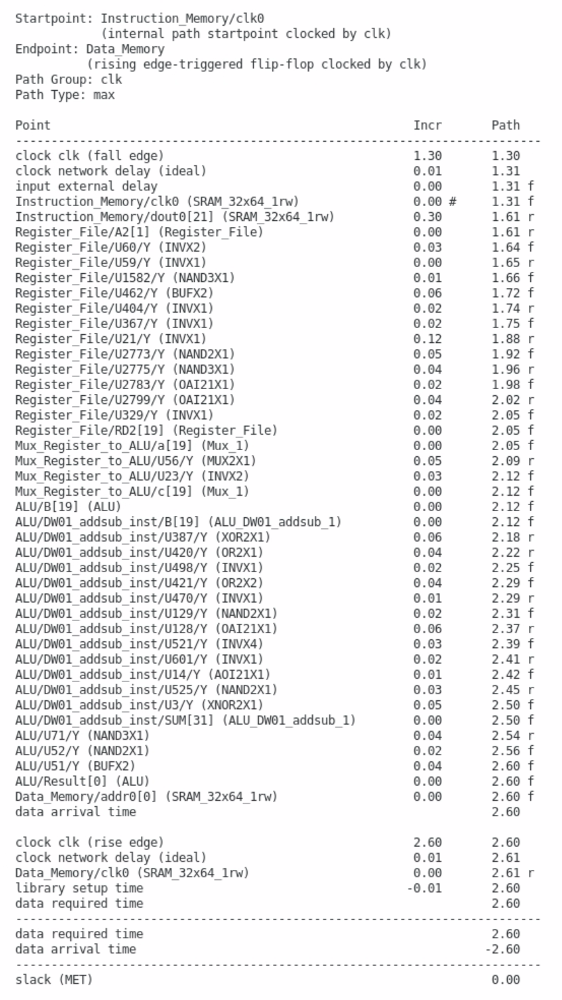 Startpoint: Instruction_Memory/clk0
(internal path startpoint clocked by clk)
Endpoint: Data_Memory
(rising edge-triggered flip-flop clocked by clk)
Path Group: clk
Path Type: max
Point Incr Path
--------------------------------------------------------------------------
clock clk (fall edge) 1.30 1.30
clock network delay (ideal) 0.01 1.31
input external delay 0.00 1.31 f
Instruction_Memory/clk0 (SRAM_32x64_1rw) 0.00 # 1.31 f
Instruction_Memory/dout0[21] (SRAM_32x64_1rw) 0.30 1.61 r
Register_File/A2[1] (Register_File) 0.00 1.61 r
Register_File/U60/Y (INVX2) 0.03 1.64 f
Register_File/U59/Y (INVX1) 0.00 1.65 r
Register_File/U1582/Y (NAND3X1) 0.01 1.66 f
Register_File/U462/Y (BUFX2) 0.06 1.72 f
Register_File/U404/Y (INVX1) 0.02 1.74 r
Register_File/U367/Y (INVX1) 0.02 1.75 f
Register_File/U21/Y (INVX1) 0.12 1.88 r
Register_File/U2773/Y (NAND2X1) 0.05 1.92 f
Register_File/U2775/Y (NAND3X1) 0.04 1.96 r
Register_File/U2783/Y (OAI21X1) 0.02 1.98 f
Register_File/U2799/Y (OAI21X1) 0.04 2.02 r
Register_File/U329/Y (INVX1) 0.02 2.05 f
Register_File/RD2[19] (Register_File) 0.00 2.05 f
Mux_Register_to_ALU/a[19] (Mux_1) 0.00 2.05 f
Mux_Register_to_ALU/U56/Y (MUX2X1) 0.05 2.09 r
Mux_Register_to_ALU/U23/Y (INVX2) 0.03 2.12 f
Mux_Register_to_ALU/c[19] (Mux_1) 0.00 2.12 f
ALU/B[19] (ALU) 0.00 2.12 f
ALU/DW01_addsub_inst/B[19] (ALU_DW01_addsub_1) 0.00 2.12 f
ALU/DW01_addsub_inst/U387/Y (XOR2X1) 0.06 2.18 r
ALU/DW01_addsub_inst/U420/Y (OR2X1) 0.04 2.22 r
ALU/DW01_addsub_inst/U498/Y (INVX1) 0.02 2.25 f
ALU/DW01_addsub_inst/U421/Y (OR2X2) 0.04 2.29 f
ALU/DW01_addsub_inst/U470/Y (INVX1) 0.01 2.29 r
ALU/DW01_addsub_inst/U129/Y (NAND2X1) 0.02 2.31 f
ALU/DW01_addsub_inst/U128/Y (OAI21X1) 0.06 2.37 r
ALU/DW01_addsub_inst/U521/Y (INVX4) 0.03 2.39 f
ALU/DW01_addsub_inst/U601/Y (INVX1) 0.02 2.41 r
ALU/DW01_addsub_inst/U14/Y (AOI21X1) 0.01 2.42 f
ALU/DW01_addsub_inst/U525/Y (NAND2X1) 0.03 2.45 r
ALU/DW01_addsub_inst/U3/Y (XNOR2X1) 0.05 2.50 f
ALU/DW01_addsub_inst/SUM[31] (ALU_DW01_addsub_1) 0.00 2.50 f
ALU/U71/Y (NAND3X1) 0.04 2.54 r
ALU/U52/Y (NAND2X1) 0.02 2.56 f
ALU/U51/Y (BUFX2) 0.04 2.60 f
ALU/Result[0] (ALU) 0.00 2.60 f
Data_Memory/addr0[0] (SRAM_32x64_1rw) 0.00 2.60 f
data arrival time 2.60
clock clk (rise edge) 2.60 2.60
clock network delay (ideal) 0.01 2.61
Data_Memory/clk0 (SRAM_32x64_1rw) 0.00 2.61 r
library setup time -0.01 2.60
data required time 2.60
--------------------------------------------------------------------------
data required time 2.60
data arrival time -2.60
--------------------------------------------------------------------------
slack (MET) 0.00